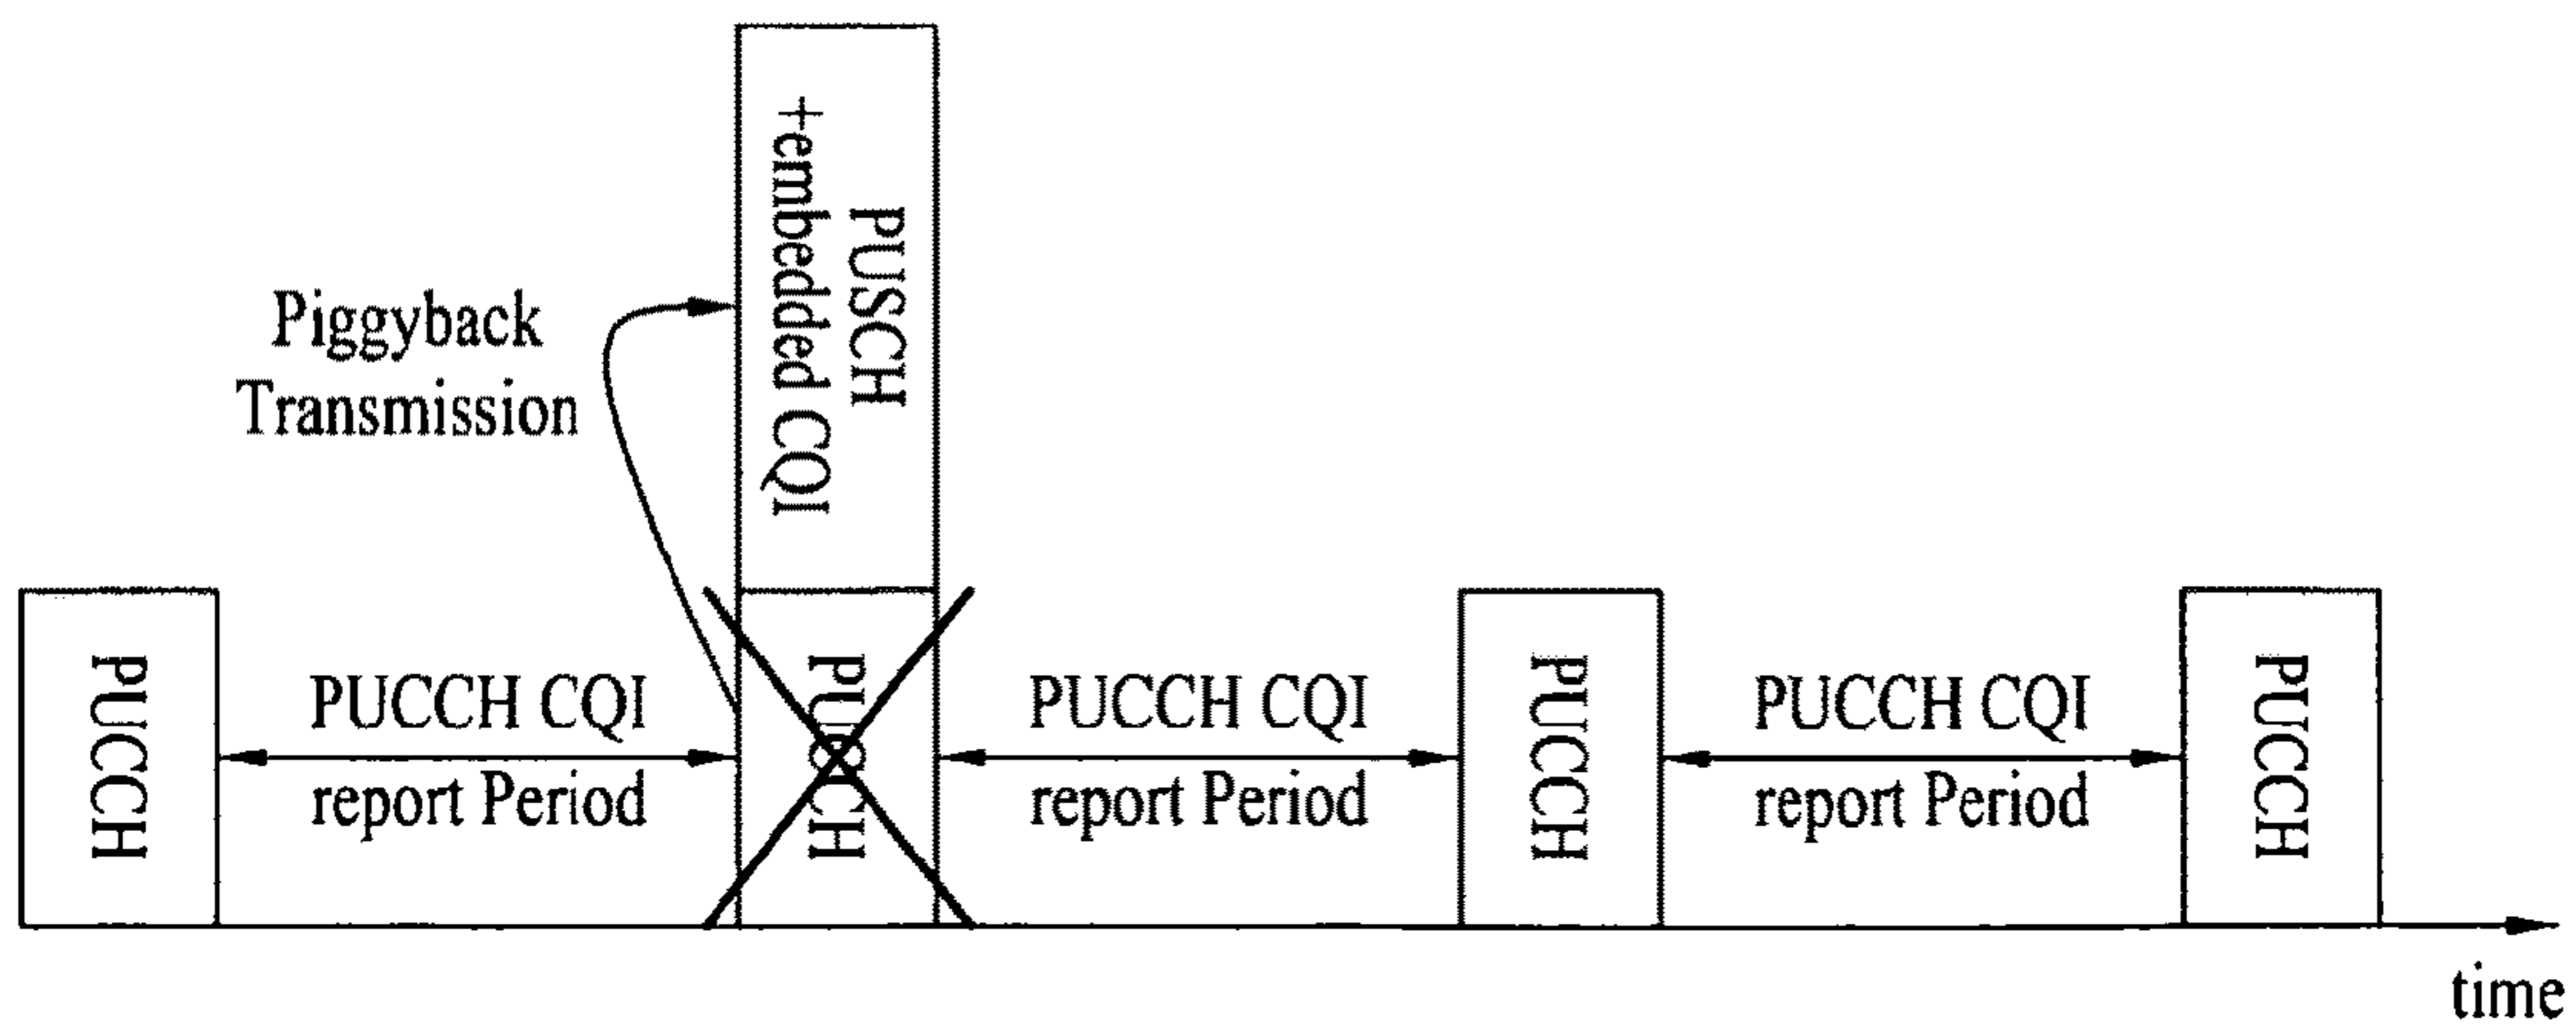 PUSCH
+embedded CQI
Piggyback
Transmission
PUCCH
PUCCH CQI
report Period
PUCCH
PUCCH CQI
report Period
PUCCH
PUCCH CQI
report Period
PUCCH
time